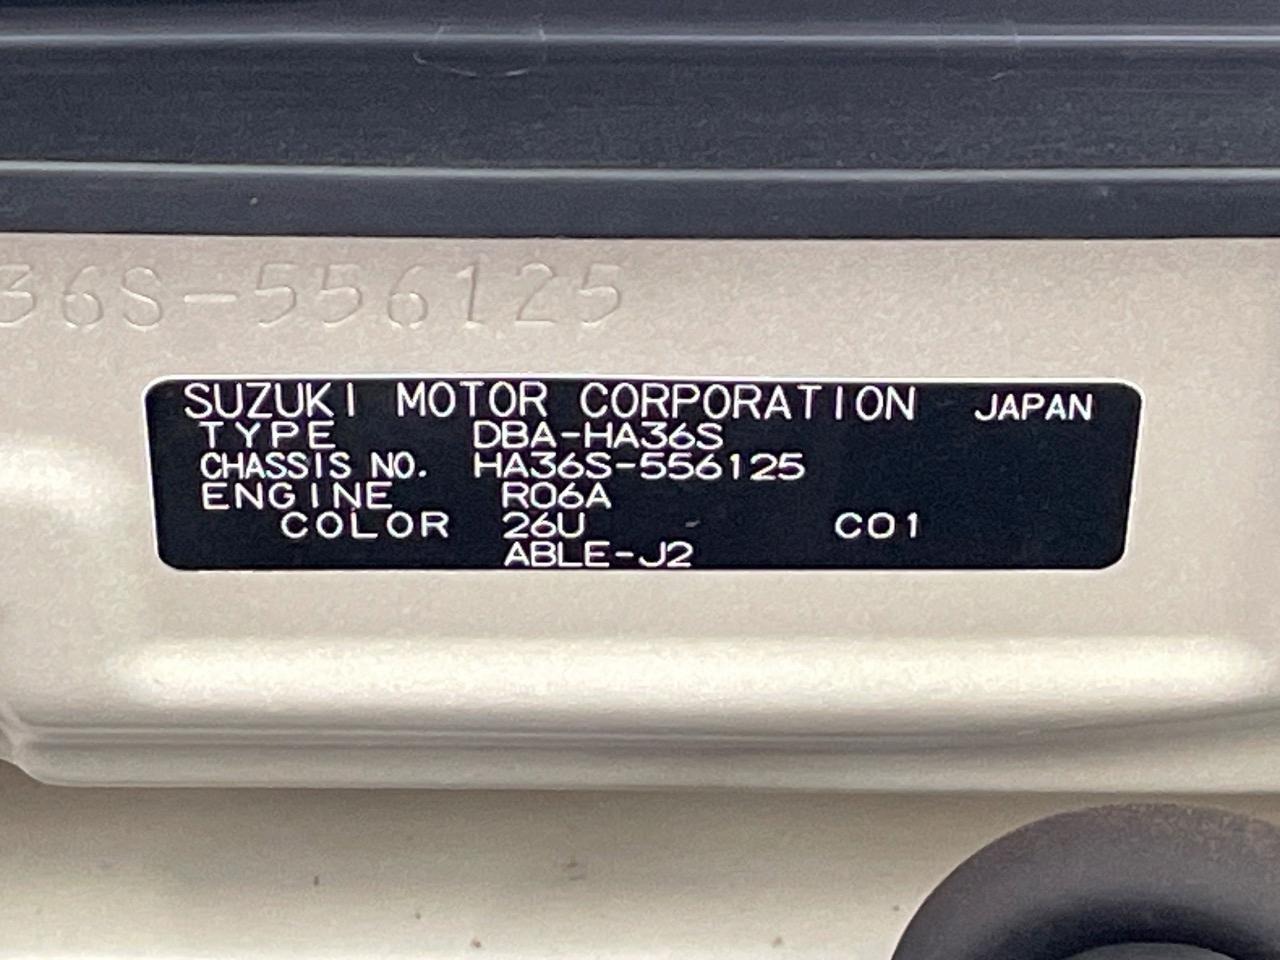 36S-556125
SUZUKI MOTOR CORPORATION JAPAN
TYPE DBA-HA36S
CHASSIS NO. HA36S-556125
ENGINE R06A
COLOR 26U - C01
ABLE-J2